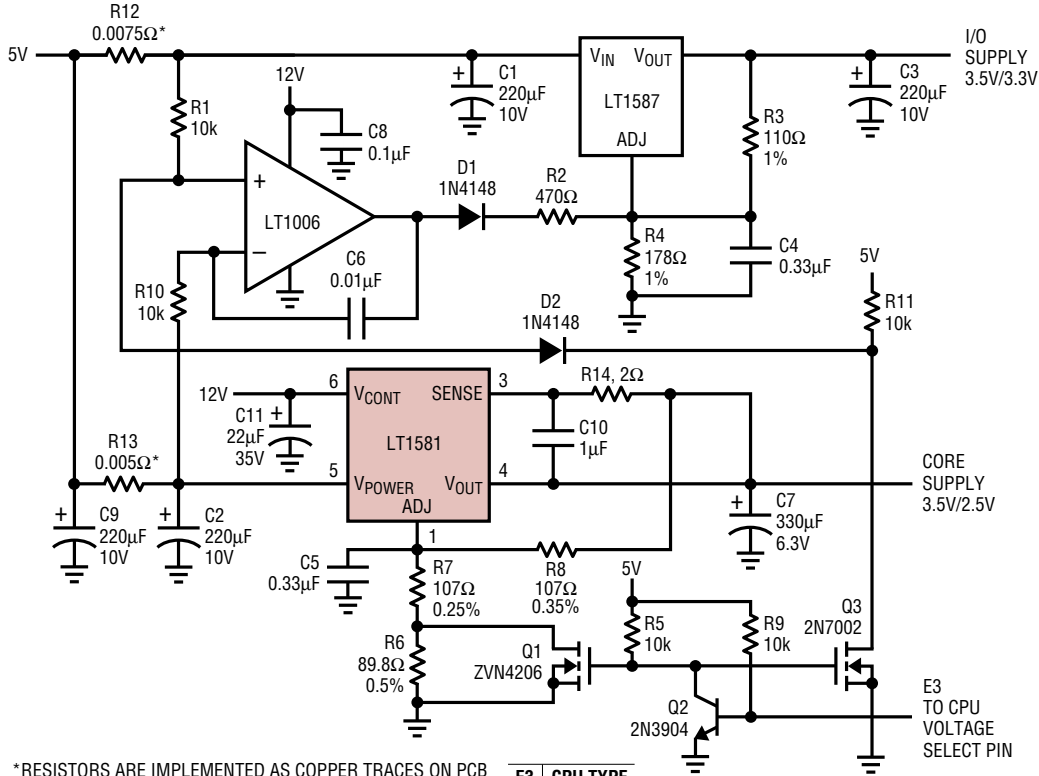 R12
0.0075Ω*
5V
R1
10k
12V
C8
0.1µF
+
C1
220µF
10V
VIN
VOUT
LT1587
ADJ
R3
110Ω
1%
+
C3
220µF
10V
I/O
SUPPLY
3.5V/3.3V
+
LT1006
–
D1
1N4148
R2
470Ω
R4
178Ω
1%
C4
0.33µF
R10
10k
C6
0.01µF
D2
1N4148
5V
R11
10k
12V
C11 +
22µF
35V
6
VCONT
SENSE
3
LT1581
5
VPOWER
VOUT
4
ADJ
1
R14, 2Ω
C10
1µF
R13
0.005Ω*
+
C9
220µF
10V
+
C2
220µF
10V
CORE
SUPPLY
3.5V/2.5V
+
C7
330µF
6.3V
C5
0.33µF
R7
107Ω
0.25%
R8
107Ω
0.35%
R6
89.8Ω
0.5%
Q1
ZVN4206
5V
R5
10k
R9
10k
Q3
2N7002
Q2
2N3904
E3
TO CPU
VOLTAGE
SELECT PIN
*RESISTORS ARE IMPLEMENTED AS COPPER TRACES ON PCB
E3 CPU TYPE